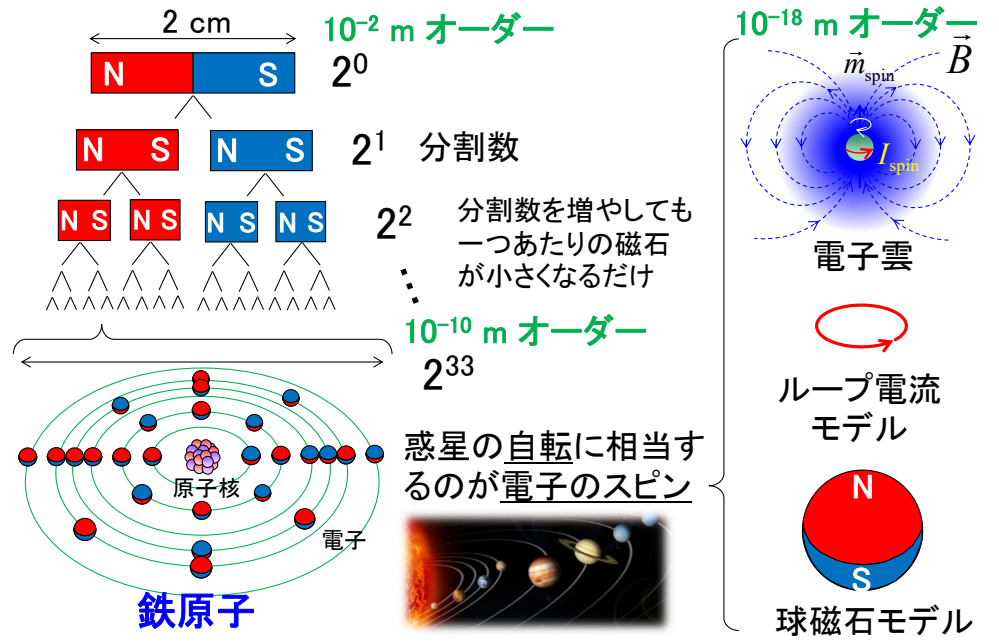 2 cm
10⁻² m オーダー
N S
2⁰
N S
N S
2¹ 分割数
N S
N S
N S
N S
2²
分割数を増やしても
一つあたりの磁石
が小さくなるだけ
10⁻¹⁰ m オーダー
2³³
原子核
電子
鉄原子
惑星の自転に相当す
るのが電子のスピン
10⁻¹⁸ m オーダー
m⃗spin
B⃗
Ispin
電子雲
ループ電流
モデル
N
S
球磁石モデル